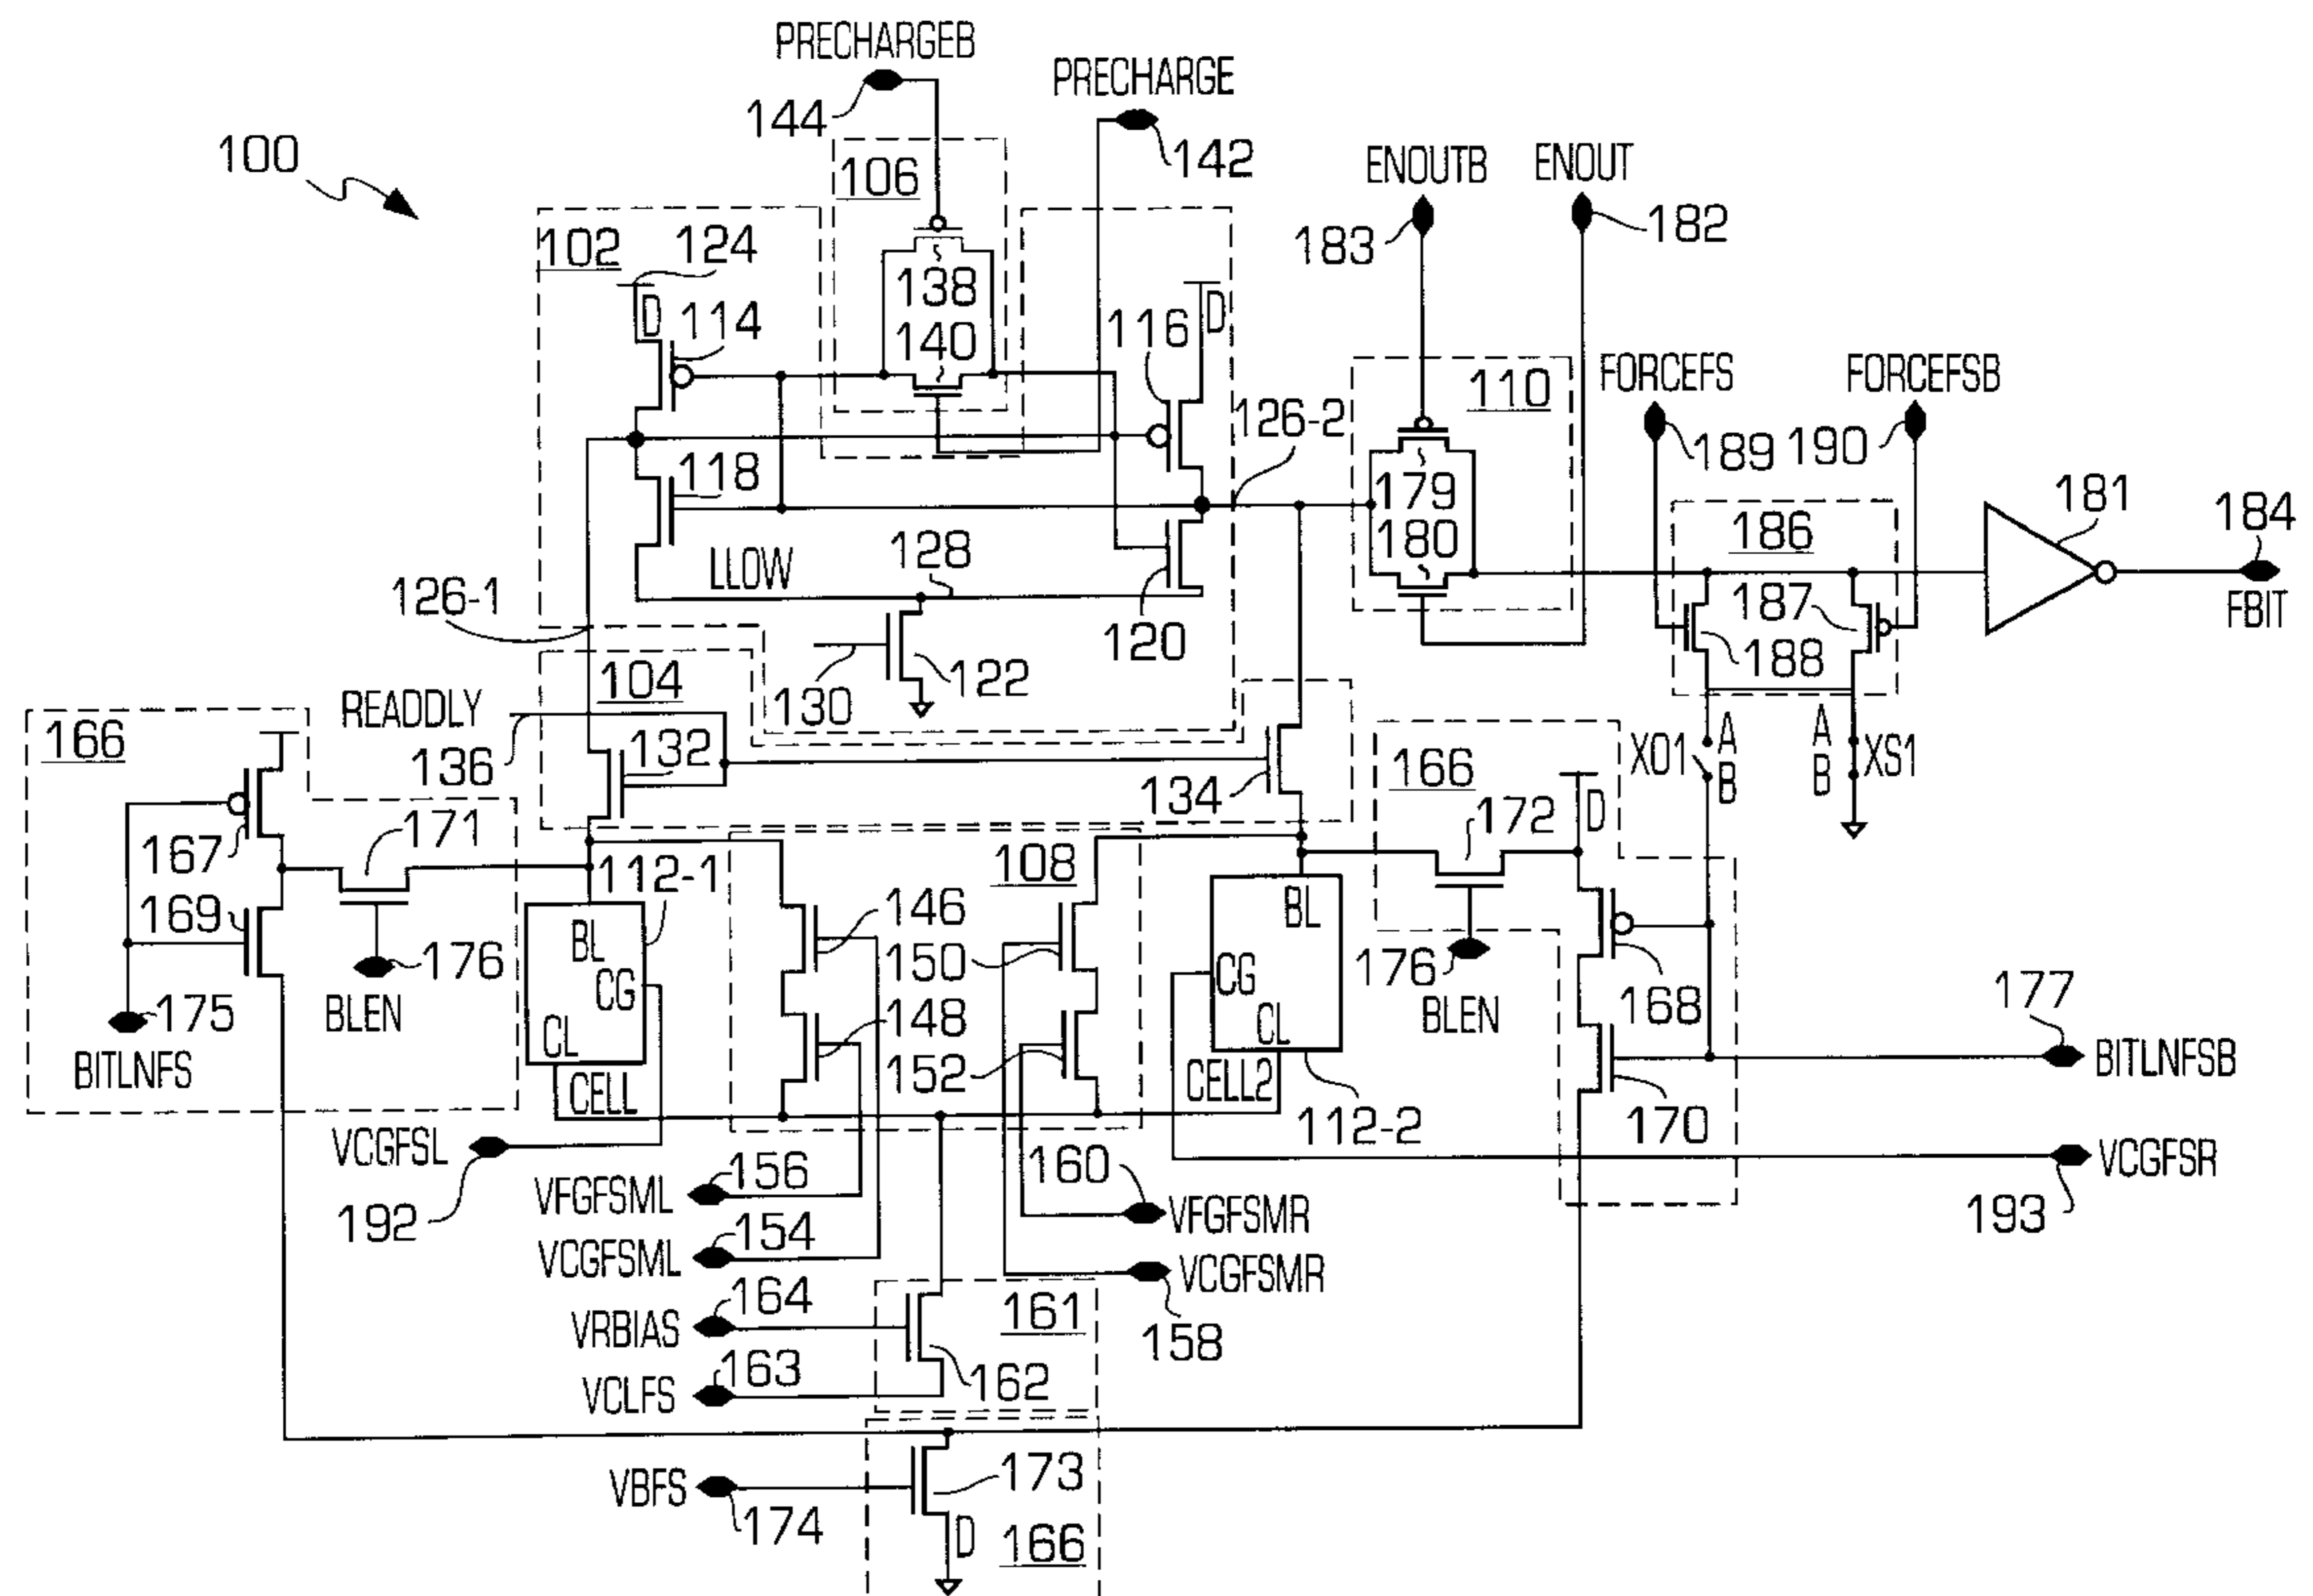 PRECHARGEB
PRECHARGE
144
142
100
106
ENOUTB
ENOUT
102
124
183
182
138
D
114
140
116
D
126-2
110
FORCEFS
FORCEFSB
189
190
118
179
180
186
181
184
LLOW
128
126-1
120
187
188
FBIT
130
122
104
READDLY
166
136
132
134
166
X01
A
B
A
B
XS1
167
171
112-1
108
172
D
169
BL
146
BL
150
176
CG
176
CG
168
177
175
BLEN
CL
148
CL
BLEN
BITLNFS
152
BITLNFSB
CELL
CELL2
112-2
170
VCGFSL
156
160
VCGFSR
192
VFGFSML
VFGFSMR
193
154
VCGFSML
VCGFSMR
164
161
VRBIAS
158
163
162
VCLFS
173
VBFS
174
D
166